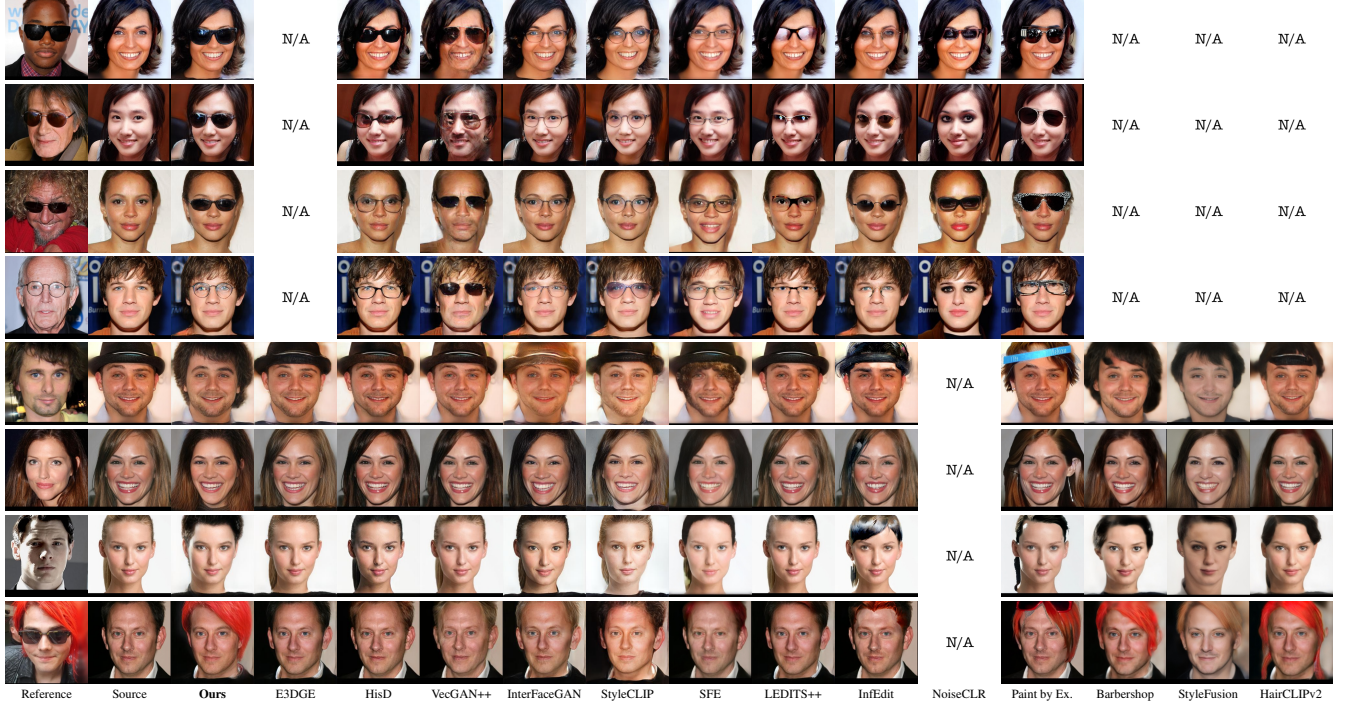 N/A N/A N/A N/A
N/A N/A N/A N/A
N/A N/A N/A N/A
N/A N/A N/A N/A
N/A
N/A
N/A
N/A
Reference Source Ours E3DGE HisD VecGAN++ InterFaceGAN StyleCLIP SFE LEDITS++ InfEdit NoiseCLR Paint by Ex. Barbershop StyleFusion HairCLIPv2